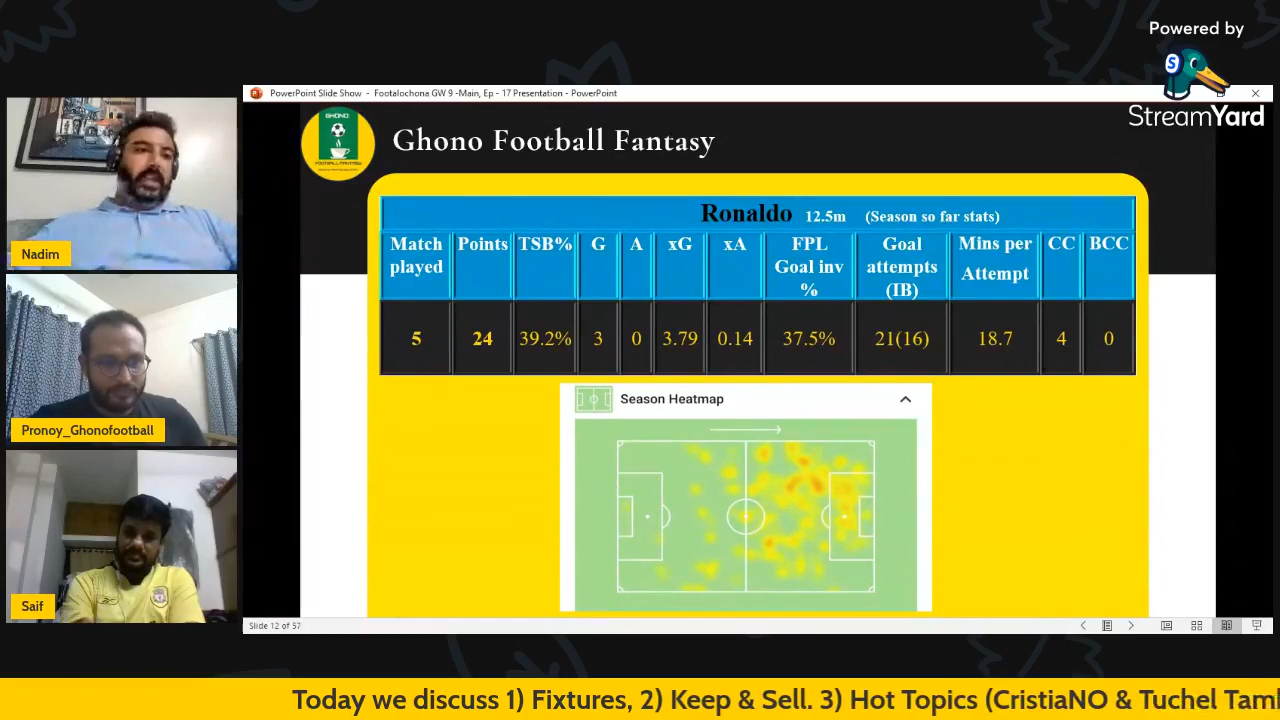 Powered by
StreamYard
PowerPoint Slide Show - Footalochona GW 9 -Main, Ep - 17 Presentation - PowerPoint
GHONO
FOOTBALL FANTASY
Ghono Football Fantasy
Ronaldo 12.5m (Season so far stats)
Match played Points TSB% G A xG xA FPL Goal inv % Goal attempts (IB) Mins per Attempt CC BCC
5 24 39.2% 3 0 3.79 0.14 37.5% 21(16) 18.7 4 0
Season Heatmap
Nadim
Pronoy_Ghonofootball
Saif
Slide 12 of 57
Today we discuss 1) Fixtures, 2) Keep & Sell. 3) Hot Topics (CristiaNO & Tuchel Tam